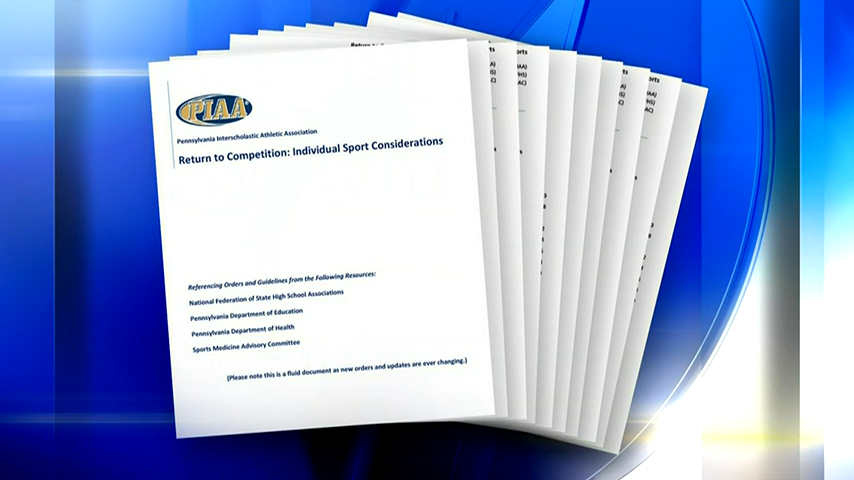 PIAA
Pennsylvania Interscholastic Athletic Association
Return to Competition: Individual Sport Considerations
Referencing Orders and Guidelines from the Following Resources:
National Federation of State High School Associations
Pennsylvania Department of Education
Pennsylvania Department of Health
Sports Medicine Advisory Committee
(Please note this is a fluid document as new orders and updates are ever changing.)